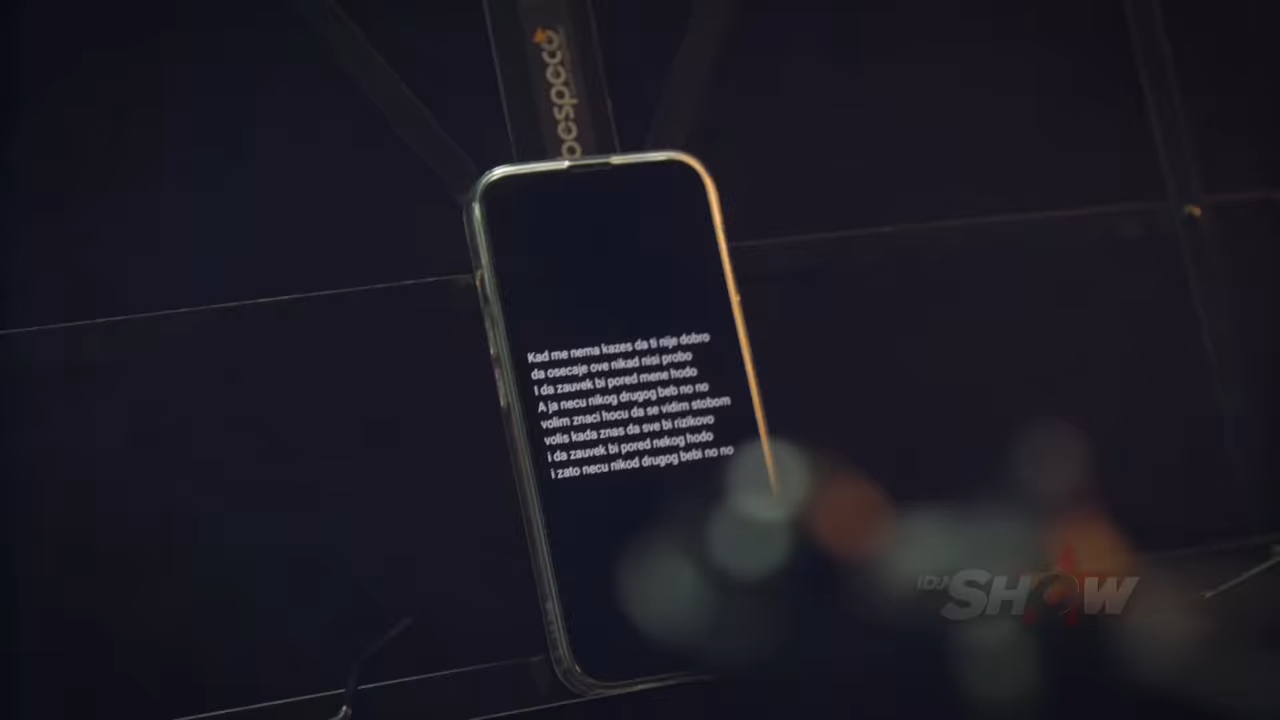 Kad me nema kazes da ti nije dobro
da osecaje ove nikad nisi probo
I da zauvek bi pored mene hodo
A ja necu nikog drugog beb no no
volim znaci hocu da se vidim stobom
volis kada znas da sve bi rizikovo
i da zauvek bi pored nekog hodo
i zato necu nikod drugog bebi no no
IDJ SHOW